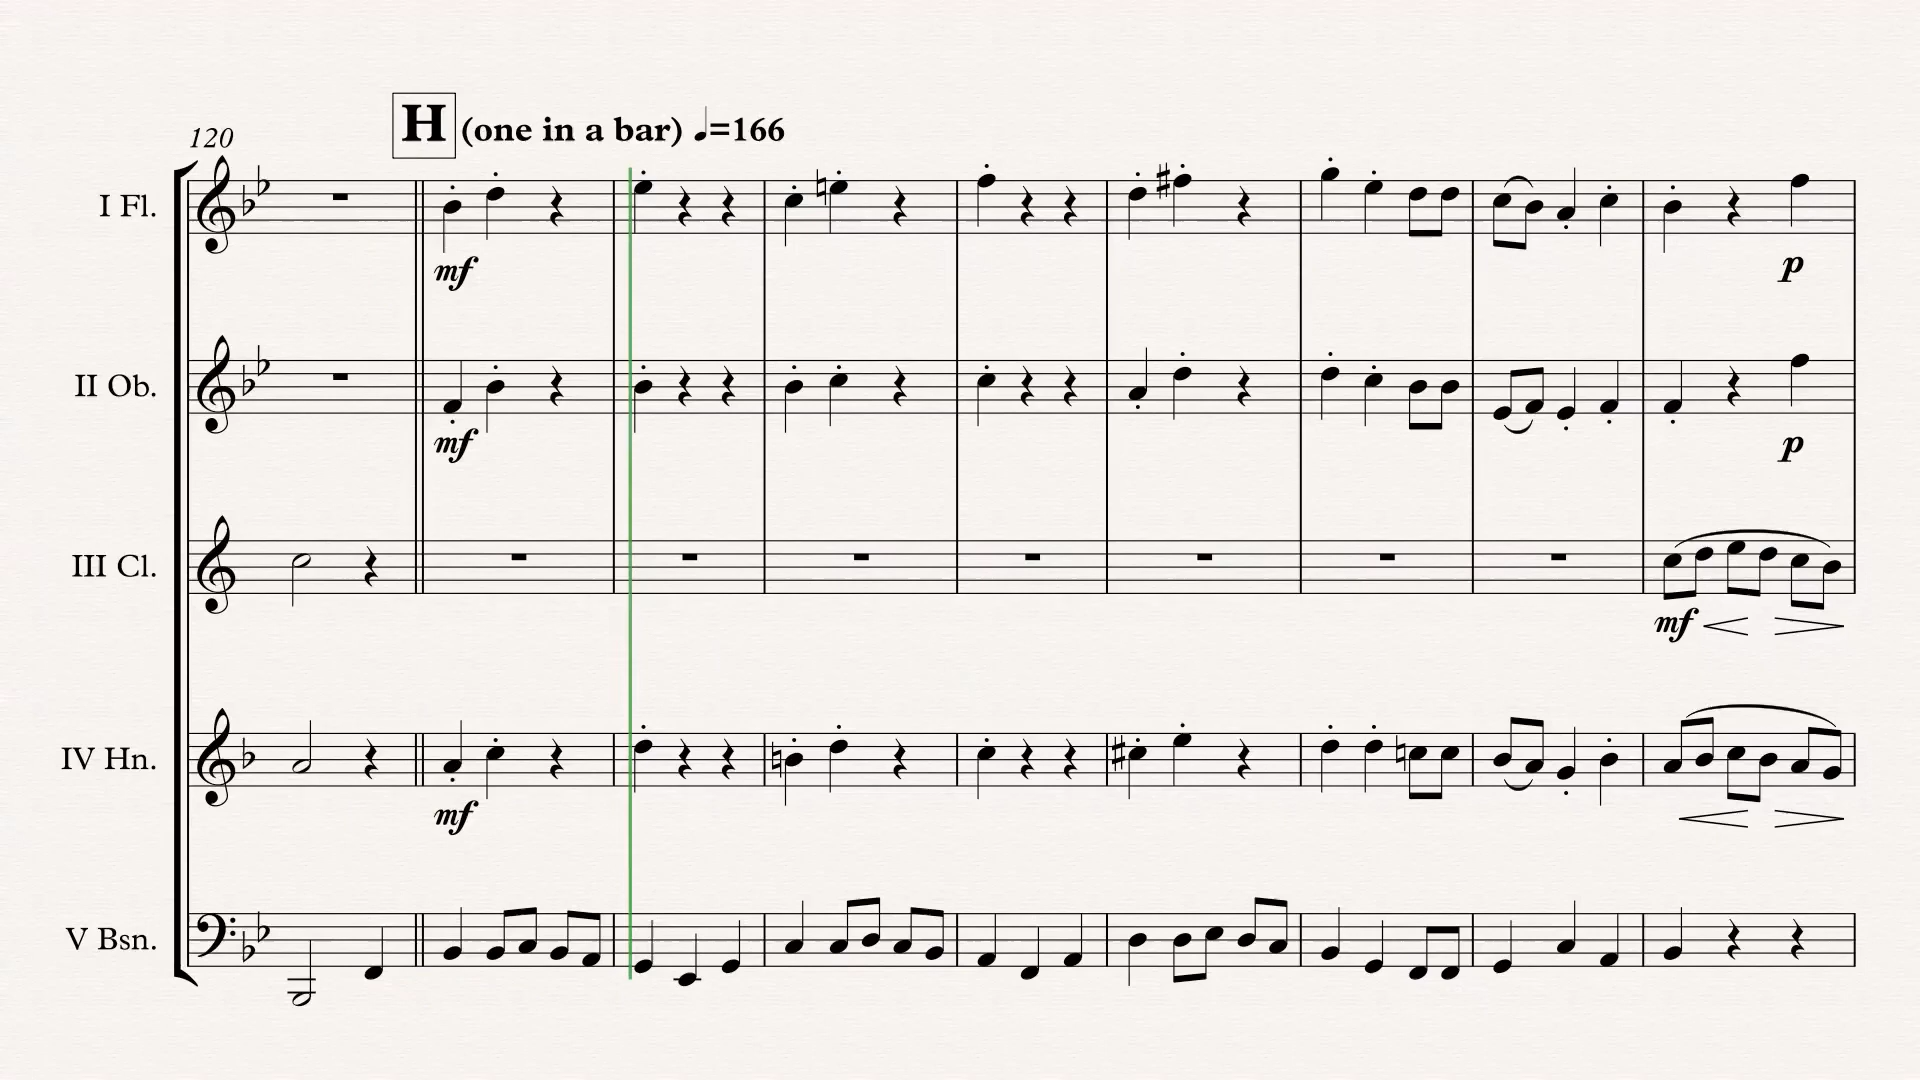 120
H (one in a bar) ♩=166
I Fl.
mf
p
II Ob.
mf
p
III Cl.
mf
IV Hn.
mf
V Bsn.